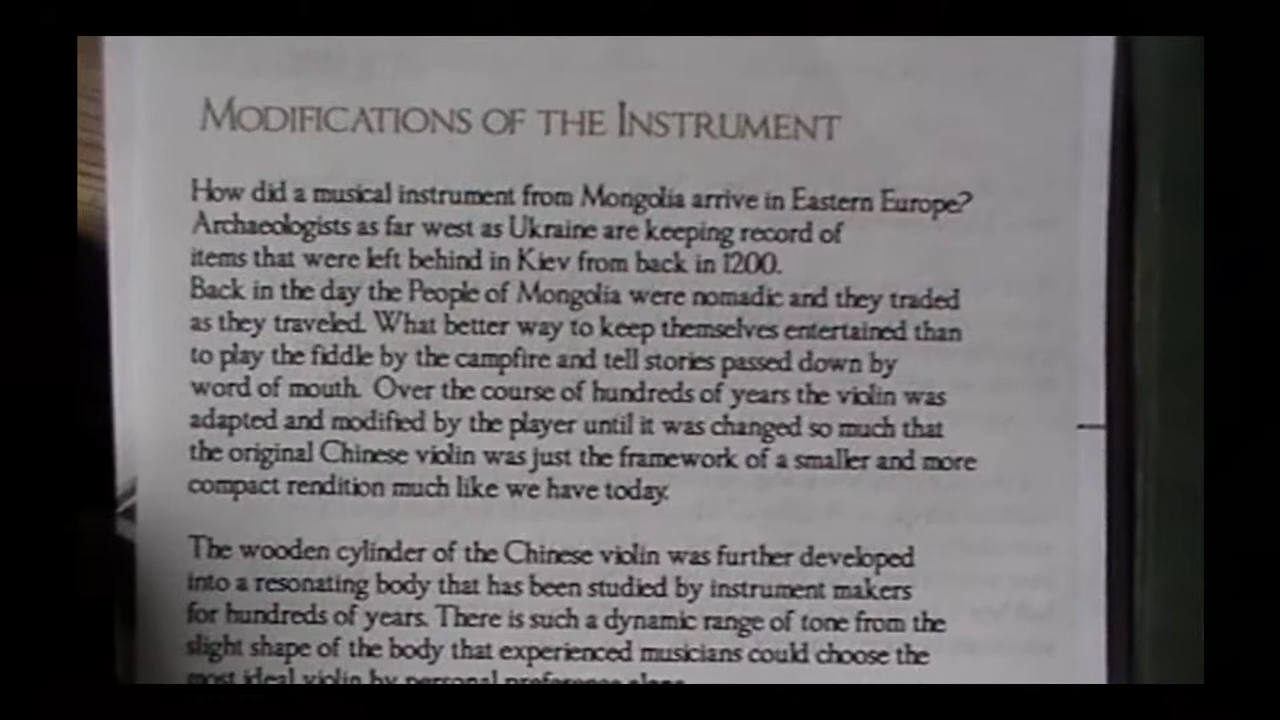 MODIFICATIONS OF THE INSTRUMENT
How did a musical instrument from Mongolia arrive in Eastern Europe?
Archaeologists as far west as Ukraine are keeping record of
items that were left behind in Kiev from back in 1200.
Back in the day the People of Mongolia were nomadic and they traded
as they traveled. What better way to keep themselves entertained than
to play the fiddle by the campfire and tell stories passed down by
word of mouth. Over the course of hundreds of years the violin was
adapted and modified by the player until it was changed so much that
the original Chinese violin was just the framework of a smaller and more
compact rendition much like we have today.
The wooden cylinder of the Chinese violin was further developed
into a resonating body that has been studied by instrument makers
for hundreds of years. There is such a dynamic range of tone from the
slight shape of the body that experienced musicians could choose the
most ideal violin by personal preference alone.